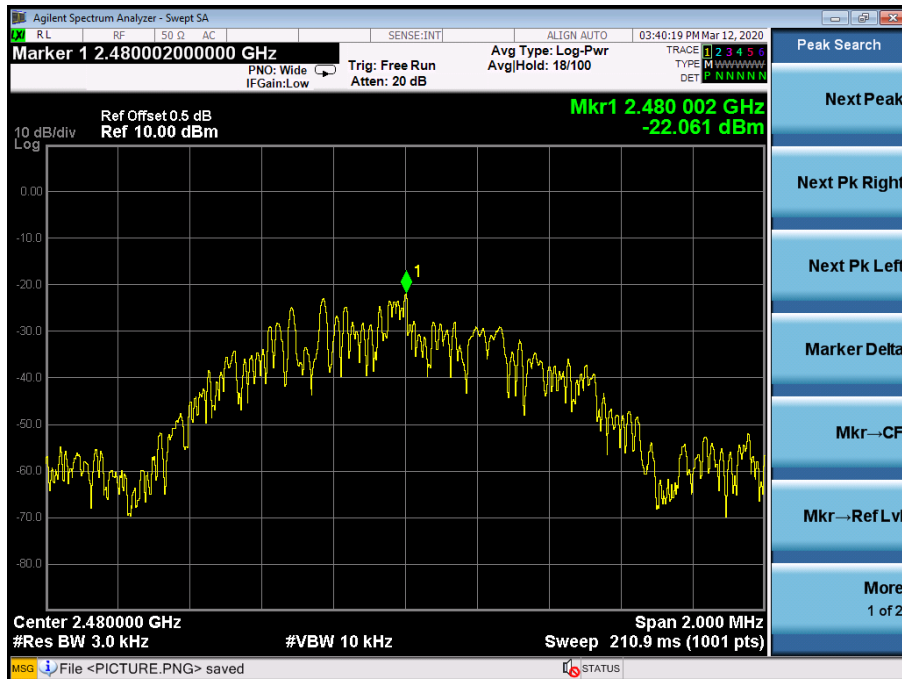 Agilent Spectrum Analyzer - Swept SA
LXI RL RF 50 Ω AC SENSE:INT ALIGN AUTO 03:40:19 PM Mar 12, 2020
Marker 1 2.480002000000 GHz
PNO: Wide
IFGain:Low
Trig: Free Run
Atten: 20 dB
Avg Type: Log-Pwr
Avg|Hold: 18/100
TRACE 1 2 3 4 5 6
TYPE M W W W W W
DET P N N N N N
Peak Search
Mkr1 2.480 002 GHz
-22.061 dBm
Ref Offset 0.5 dB
10 dB/div Ref 10.00 dBm
Log
0.00
-10.0
-20.0
-30.0
-40.0
-50.0
-60.0
-70.0
-80.0
1
Center 2.480000 GHz Span 2.000 MHz
#Res BW 3.0 kHz #VBW 10 kHz Sweep 210.9 ms (1001 pts)
Next Peak
Next Pk Right
Next Pk Left
Marker Delta
Mkr→CF
Mkr→Ref Lvl
More
1 of 2
MSG File <PICTURE.PNG> saved STATUS